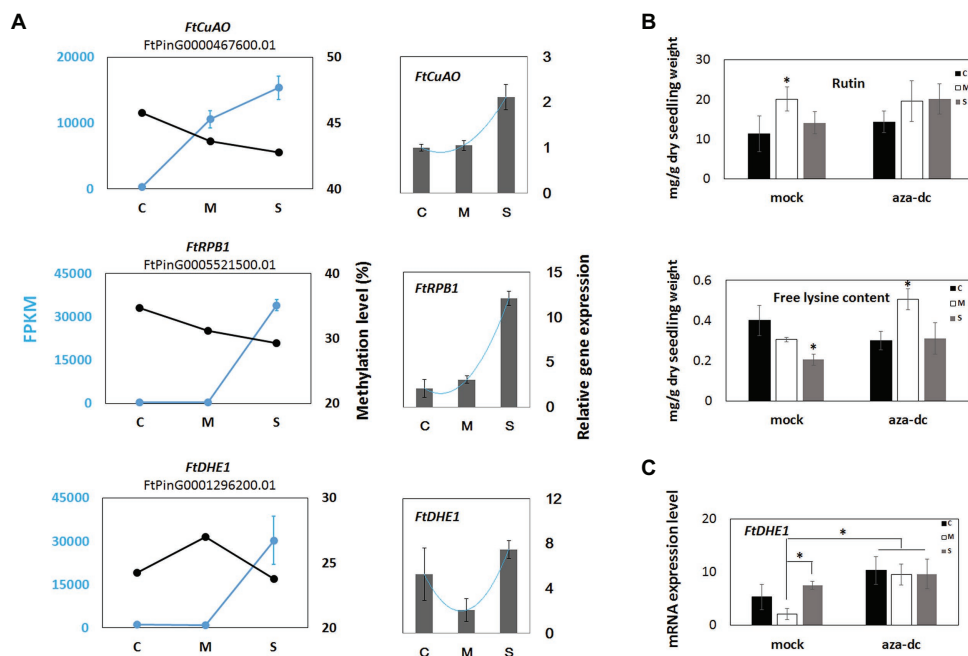 A
FtCuAO
FtPinG0000467600.01
20000
10000
0
50
45
40
C M S
FtCuAO
3
2
1
0
C M S
FtRPB1
FtPinG0005521500.01
45000
30000
15000
0
40
30
20
C M S
FtRPB1
15
10
5
0
C M S
FPKM
Methylation level (%)
Relative gene expression
FtDHE1
FtPinG0001296200.01
45000
30000
15000
0
30
25
20
C M S
FtDHE1
12
8
4
0
C M S
B
mg/g dry seedling weight
30
20
10
0
Rutin
*
C
M
S
mock aza-dc
mg/g dry seedling weight
0.6
0.4
0.2
0
Free lysine content
*
*
C
M
S
mock aza-dc
C
mRNA expression level
20
10
0
FtDHE1
*
*
C
M
S
mock aza-dc